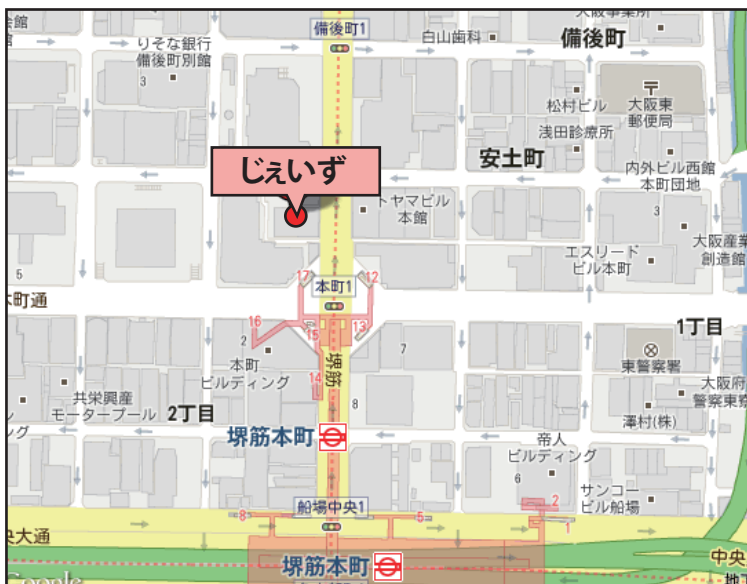 会館
備後町1
白山歯科
備後町
りそな銀行
備後町別館
3
松村ビル
大阪東
郵便局
浅田診療所
安土町
内外ビル西館
本町団地
じぇいず
トヤマビル
本館
3
大阪産業
創造館
エスリード
ビル本町
5
17
本町1
12
本町通
16
15
13
1丁目
2
本町
ビルディング
堺筋
7
東警察署
14
共栄興産
モータープール
2丁目
8
大阪府
警察東寮
澤村(株)
堺筋本町
帝人
ビルディング
6
サンコー
ビル船場
船場中央1
8
5
2
1
央大通
中央
堺筋本町
Google